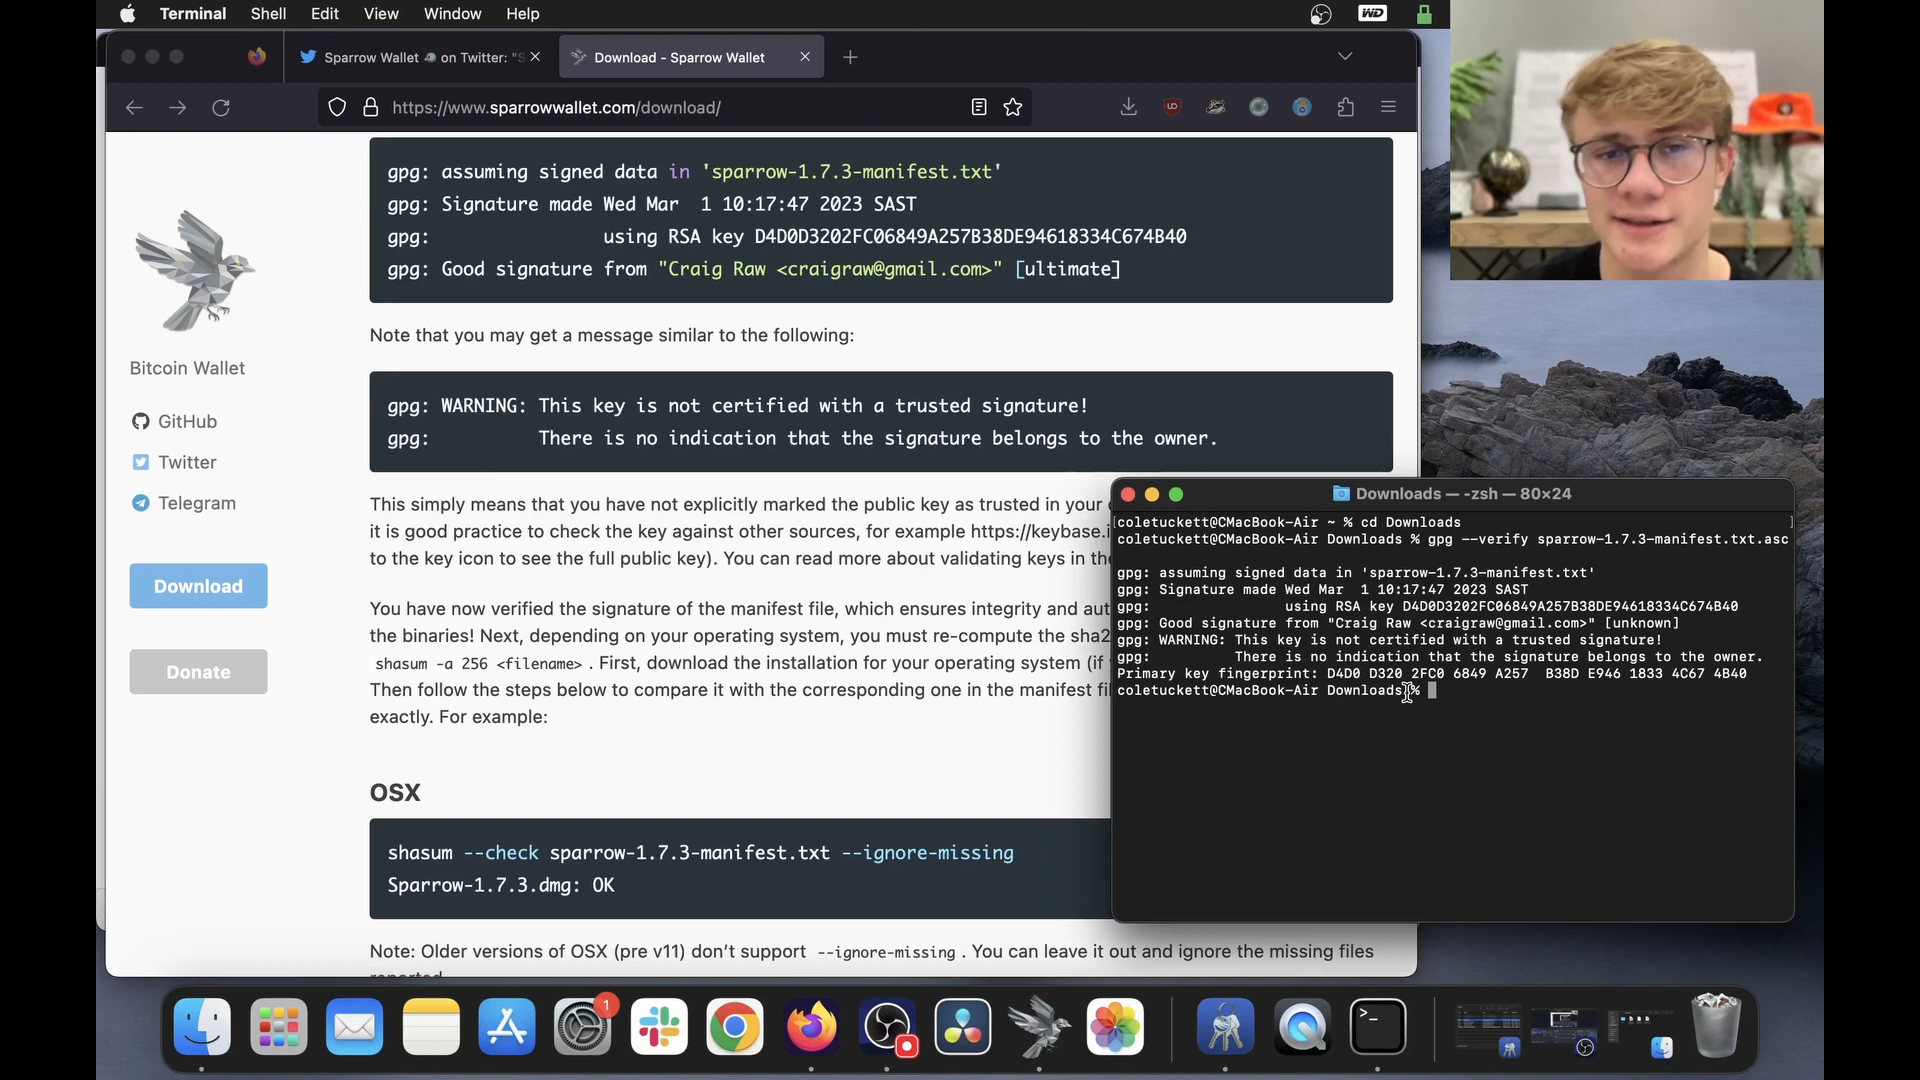 Terminal Shell Edit View Window Help
WD
Sparrow Wallet on Twitter: "S
Download - Sparrow Wallet
https://www.sparrowwallet.com/download/
gpg: assuming signed data in 'sparrow-1.7.3-manifest.txt'
gpg: Signature made Wed Mar  1 10:17:47 2023 SAST
gpg:                using RSA key D4D0D3202FC06849A257B38DE94618334C674B40
gpg: Good signature from "Craig Raw <craigraw@gmail.com>" [ultimate]
Note that you may get a message similar to the following:
gpg: WARNING: This key is not certified with a trusted signature!
gpg:          There is no indication that the signature belongs to the owner.
This simply means that you have not explicitly marked the public key as trusted in your
it is good practice to check the key against other sources, for example https://keybase.i
to the key icon to see the full public key). You can read more about validating keys in the
You have now verified the signature of the manifest file, which ensures integrity and aut
the binaries! Next, depending on your operating system, you must re-compute the sha2
shasum -a 256 <filename> . First, download the installation for your operating system (if
Then follow the steps below to compare it with the corresponding one in the manifest fi
exactly. For example:
OSX
shasum --check sparrow-1.7.3-manifest.txt --ignore-missing
Sparrow-1.7.3.dmg: OK
Note: Older versions of OSX (pre v11) don't support --ignore-missing . You can leave it out and ignore the missing files
reported
Bitcoin Wallet
GitHub
Twitter
Telegram
Download
Donate
Downloads — -zsh — 80×24
coletuckett@CMacBook-Air ~ % cd Downloads
coletuckett@CMacBook-Air Downloads % gpg --verify sparrow-1.7.3-manifest.txt.asc
gpg: assuming signed data in 'sparrow-1.7.3-manifest.txt'
gpg: Signature made Wed Mar  1 10:17:47 2023 SAST
gpg:                using RSA key D4D0D3202FC06849A257B38DE94618334C674B40
gpg: Good signature from "Craig Raw <craigraw@gmail.com>" [unknown]
gpg: WARNING: This key is not certified with a trusted signature!
gpg:          There is no indication that the signature belongs to the owner.
Primary key fingerprint: D4D0 D320 2FC0 6849 A257  B38D E946 1833 4C67 4B40
coletuckett@CMacBook-Air Downloads %
1